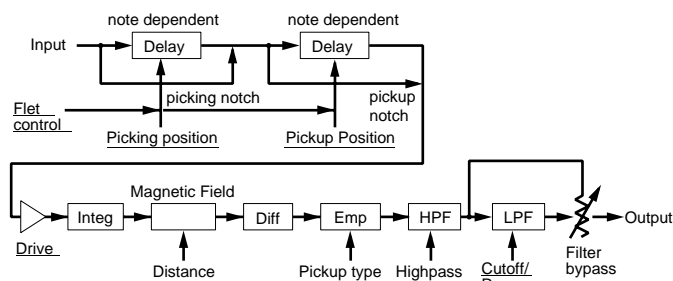 note dependent
note dependent
Input
Delay
Delay
picking notch
pickup
notch
Flet
control
Picking position
Pickup Position
Magnetic Field
Integ
Diff
Emp
HPF
LPF
Output
Drive
Distance
Pickup type
Highpass
Cutoff/
Filter
bypass